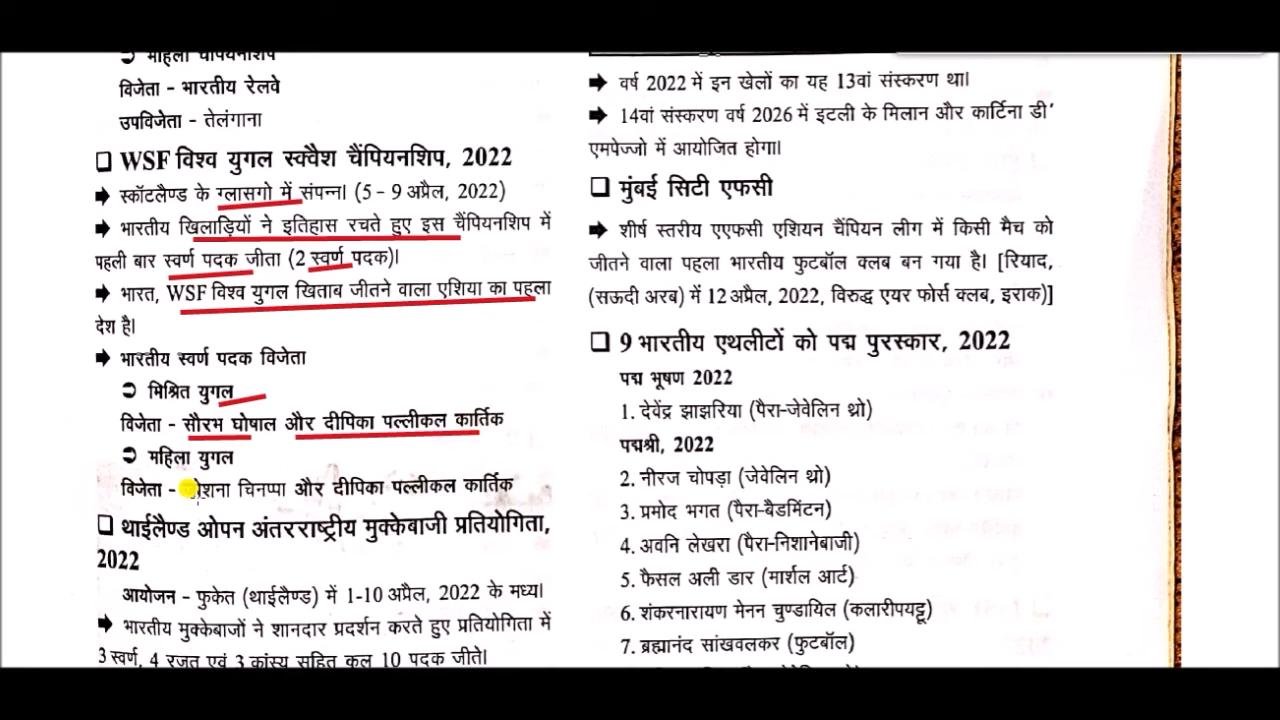 महिला चैंपियनशिप
विजेता - भारतीय रेलवे
उपविजेता - तेलंगाना
❑ WSF विश्व युगल स्क्वैश चैंपियनशिप, 2022
➡ स्कॉटलैण्ड के ग्लासगो में संपन्न। (5 - 9 अप्रैल, 2022)
➡ भारतीय खिलाड़ियों ने इतिहास रचते हुए इस चैंपियनशिप में
पहली बार स्वर्ण पदक जीता (2 स्वर्ण पदक)।
➡ भारत, WSF विश्व युगल खिताब जीतने वाला एशिया का पहला
देश है।
➡ भारतीय स्वर्ण पदक विजेता
➲ मिश्रित युगल
विजेता - सौरभ घोषाल और दीपिका पल्लीकल कार्तिक
➲ महिला युगल
विजेता - चिनप्पा और दीपिका पल्लीकल कार्तिक
❑ थाईलैण्ड ओपन अंतरराष्ट्रीय मुक्केबाजी प्रतियोगिता,
2022
आयोजन - फुकेत (थाईलैण्ड) में 1-10 अप्रैल, 2022 के मध्य।
➡ भारतीय मुक्केबाजों ने शानदार प्रदर्शन करते हुए प्रतियोगिता में
3 स्वर्ण, 4 रजत एवं 3 कांस्य सहित कुल 10 पदक जीते।
➡ वर्ष 2022 में इन खेलों का यह 13वां संस्करण था।
➡ 14वां संस्करण वर्ष 2026 में इटली के मिलान और कार्टिना डी'
एमपेज्जो में आयोजित होगा।
❑ मुंबई सिटी एफसी
➡ शीर्ष स्तरीय एएफसी एशियन चैंपियन लीग में किसी मैच को
जीतने वाला पहला भारतीय फुटबॉल क्लब बन गया है। [रियाद,
(सऊदी अरब) में 12 अप्रैल, 2022, विरुद्ध एयर फोर्स क्लब, इराक)]
❑ 9 भारतीय एथलीटों को पद्म पुरस्कार, 2022
पद्म भूषण 2022
1. देवेंद्र झाझरिया (पैरा-जेवेलिन थ्रो)
पद्मश्री, 2022
2. नीरज चोपड़ा (जेवेलिन थ्रो)
3. प्रमोद भगत (पैरा-बैडमिंटन)
4. अवनि लेखरा (पैरा-निशानेबाजी)
5. फैसल अली डार (मार्शल आर्ट)
6. शंकरनारायण मेनन चुण्डायिल (कलारीपयट्टू)
7. ब्रह्मानंद सांखवलकर (फुटबॉल)